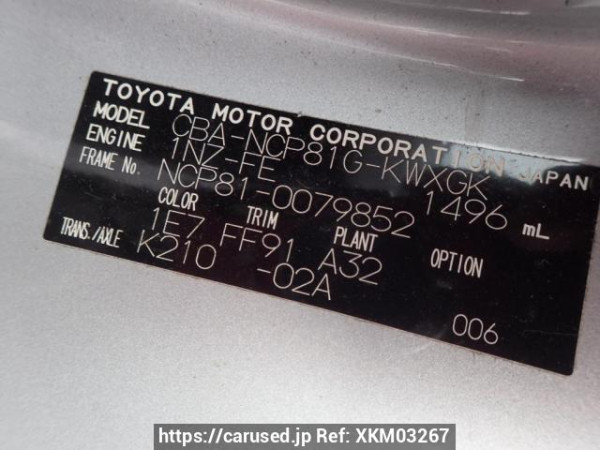 TOYOTA MOTOR CORPORATION JAPAN
MODEL CBA-NCP81G-KWXGK
ENGINE 1NZ-FE 1496 mL
FRAME No. NCP81-0079852
COLOR TRIM PLANT OPTION
1E7 FF91 A32
TRANS./AXLE K210 -02A
006
https://carused.jp Ref: XKM03267